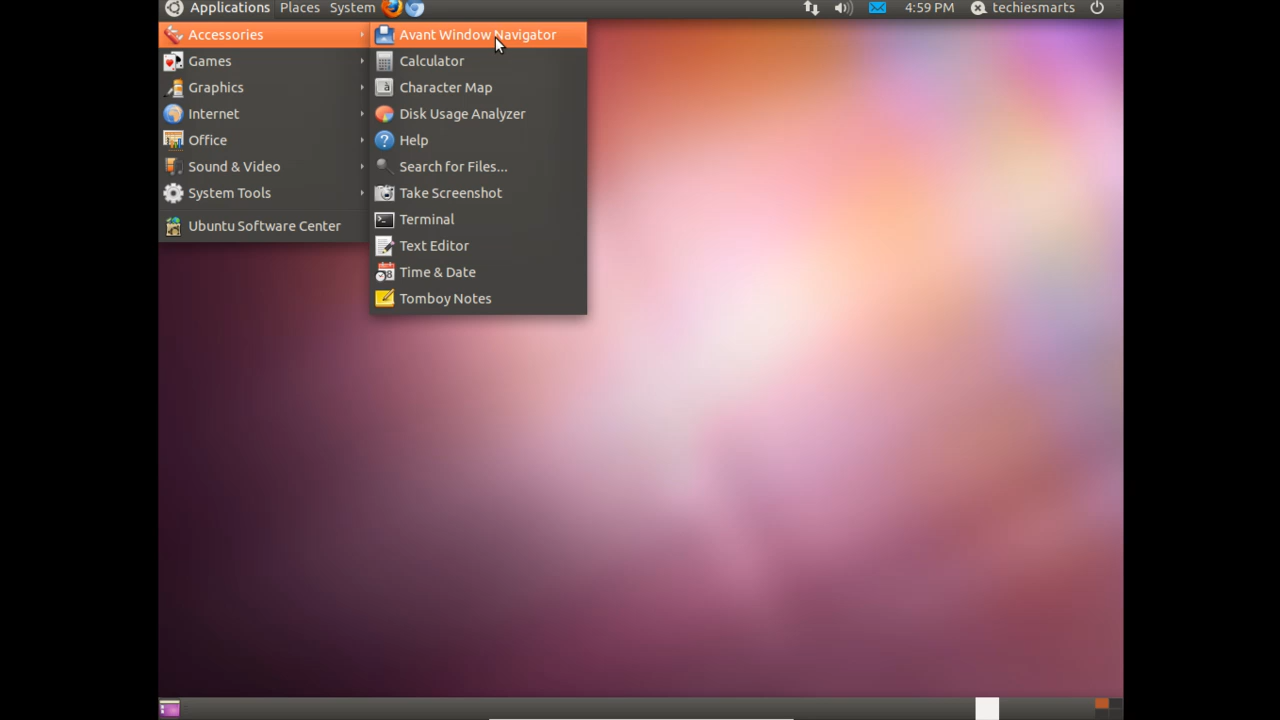 Applications Places System 4:59 PM techiesmarts
Accessories
Games
Graphics
Internet
Office
Sound & Video
System Tools
Ubuntu Software Center
Avant Window Navigator
Calculator
Character Map
Disk Usage Analyzer
Help
Search for Files...
Take Screenshot
Terminal
Text Editor
Time & Date
Tomboy Notes